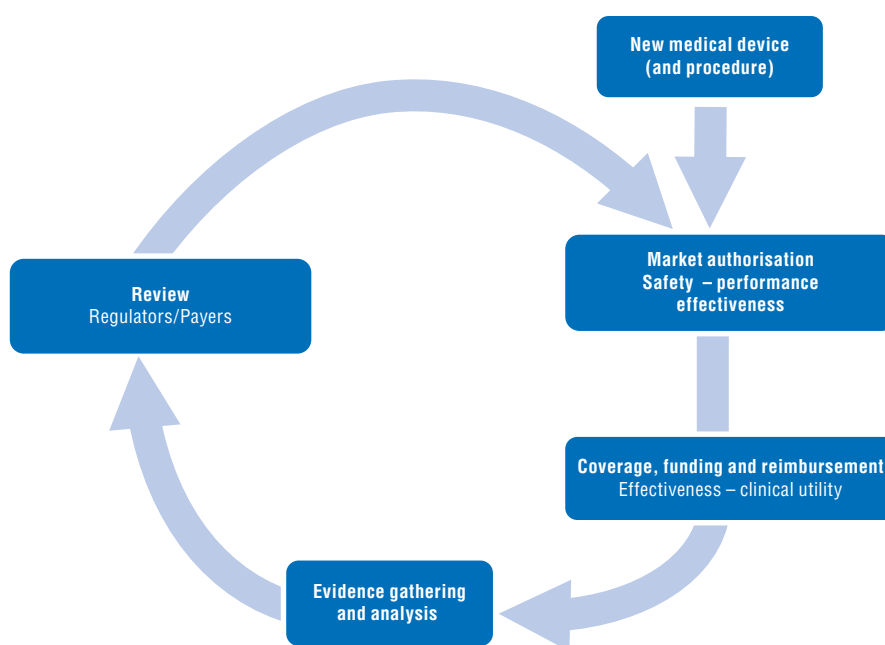 New medical device
(and procedure)
Market authorisation
Safety – performance
effectiveness
Review
Regulators/Payers
Coverage, funding and reimbursement
Effectiveness – clinical utility
Evidence gathering
and analysis